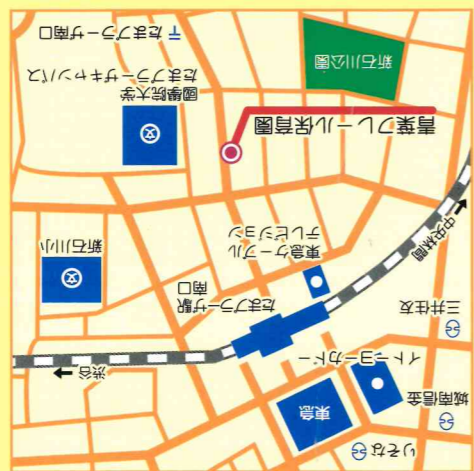 りそな
東急
城南信金
イトーヨーカドー
渋谷
三井住友
たまプラーザ駅
南口
文
新石川小
東急ケーブル
テレビジョン
中央林間
青葉フレール保育園
文
國學院大学
たまプラーザキャンパス
新石川公園
〒 たまプラーザ南口